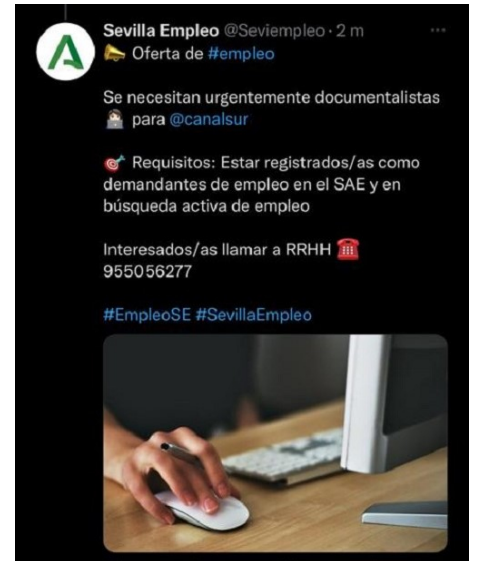 Sevilla Empleo @Seviempleo · 2 m
Oferta de #empleo
Se necesitan urgentemente documentalistas
para @canalsur
Requisitos: Estar registrados/as como
demandantes de empleo en el SAE y en
búsqueda activa de empleo
Interesados/as llamar a RRHH
955056277
#EmpleoSE #SevillaEmpleo